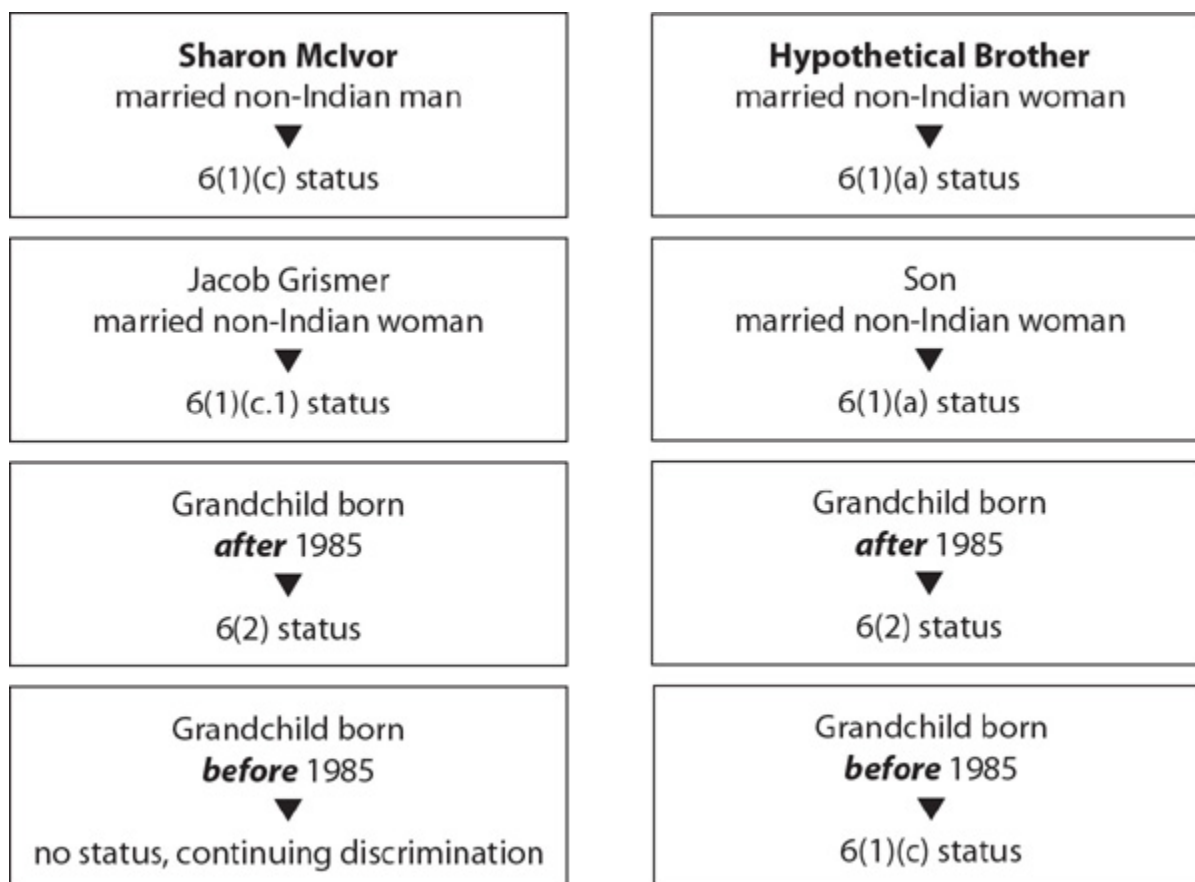 Sharon McIvor
married non-Indian man
6(1)(c) status
Jacob Grismer
married non-Indian woman
6(1)(c.1) status
Grandchild born
after 1985
6(2) status
Grandchild born
before 1985
no status, continuing discrimination
Hypothetical Brother
married non-Indian woman
6(1)(a) status
Son
married non-Indian woman
6(1)(a) status
Grandchild born
after 1985
6(2) status
Grandchild born
before 1985
6(1)(c) status